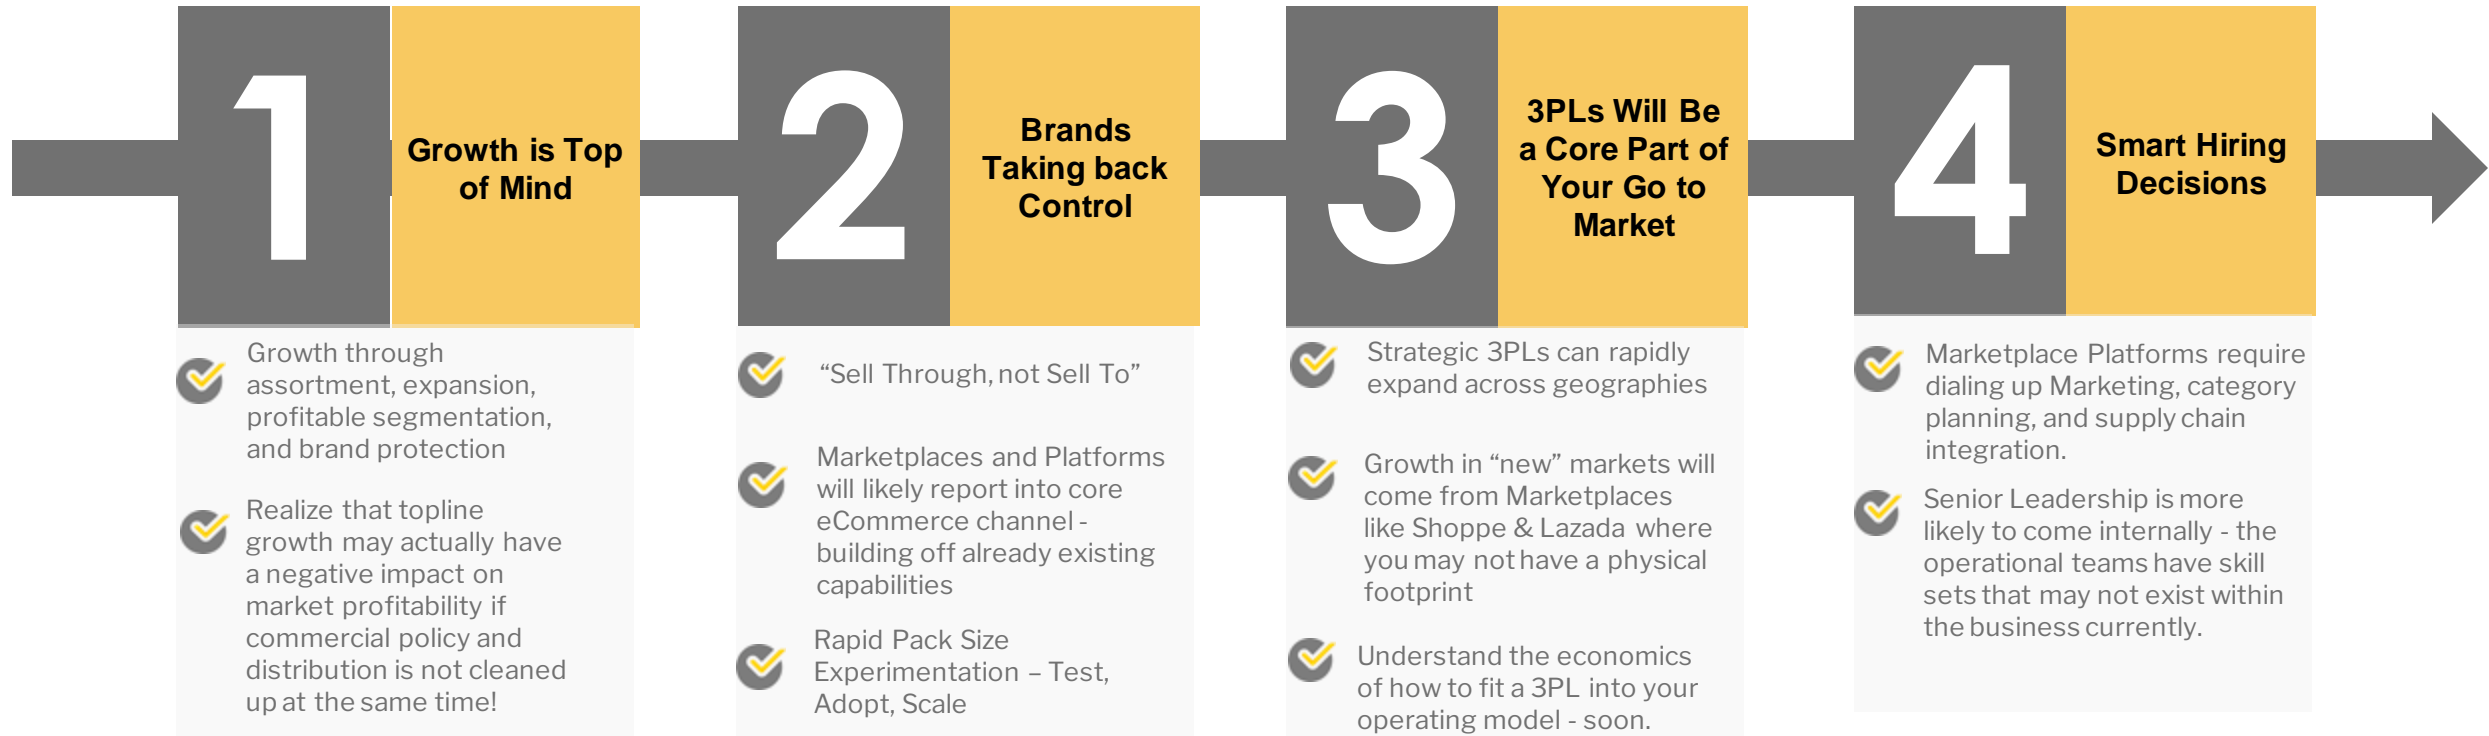 1
Growth is Top
of Mind
Growth through
assortment, expansion,
profitable segmentation,
and brand protection
Realize that topline
growth may actually have
a negative impact on
market profitability if
commercial policy and
distribution is not cleaned
up at the same time!
2
Brands
Taking back
Control
“Sell Through, not Sell To”
Marketplaces and Platforms
will likely report into core
eCommerce channel -
building off already existing
capabilities
Rapid Pack Size
Experimentation – Test,
Adopt, Scale
3
3PLs Will Be
a Core Part of
Your Go to
Market
Strategic 3PLs can rapidly
expand across geographies
Growth in “new” markets will
come from Marketplaces
like Shoppe & Lazada where
you may not have a physical
footprint
Understand the economics
of how to fit a 3PL into your
operating model - soon.
4
Smart Hiring
Decisions
Marketplace Platforms require
dialing up Marketing, category
planning, and supply chain
integration.
Senior Leadership is more
likely to come internally - the
operational teams have skill
sets that may not exist within
the business currently.